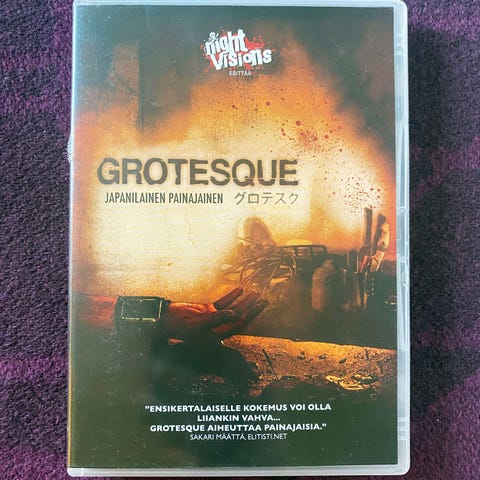 night
Visions
ESITTÄÄ
GROTESQUE
JAPANILAINEN PAINAJAINEN グロテスク
"ENSIKERTALAISELLE KOKEMUS VOI OLLA
LIIANKIN VAHVA...
GROTESQUE AIHEUTTAA PAINAJAISIA."
SAKARI MÄÄTTÄ, ELITISTI.NET